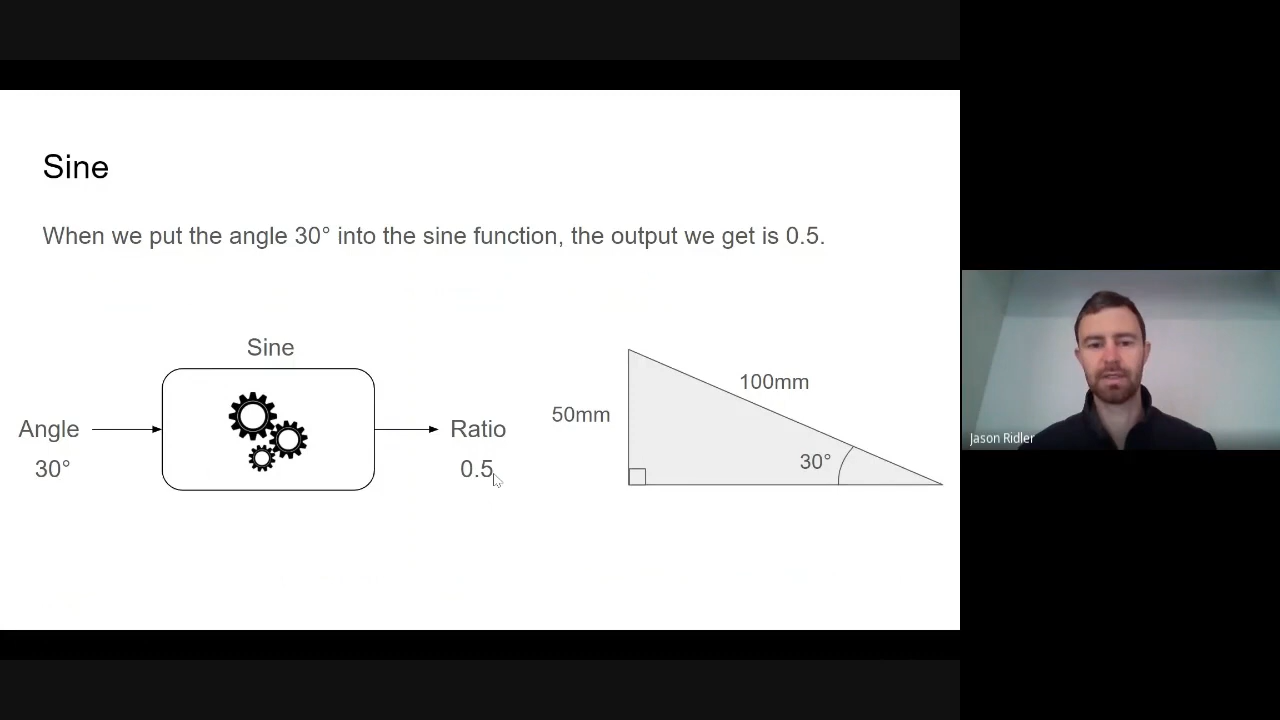 Sine
When we put the angle 30° into the sine function, the output we get is 0.5.
Sine
Angle
30°
Ratio
0.5
100mm
50mm
30°
Jason Ridler